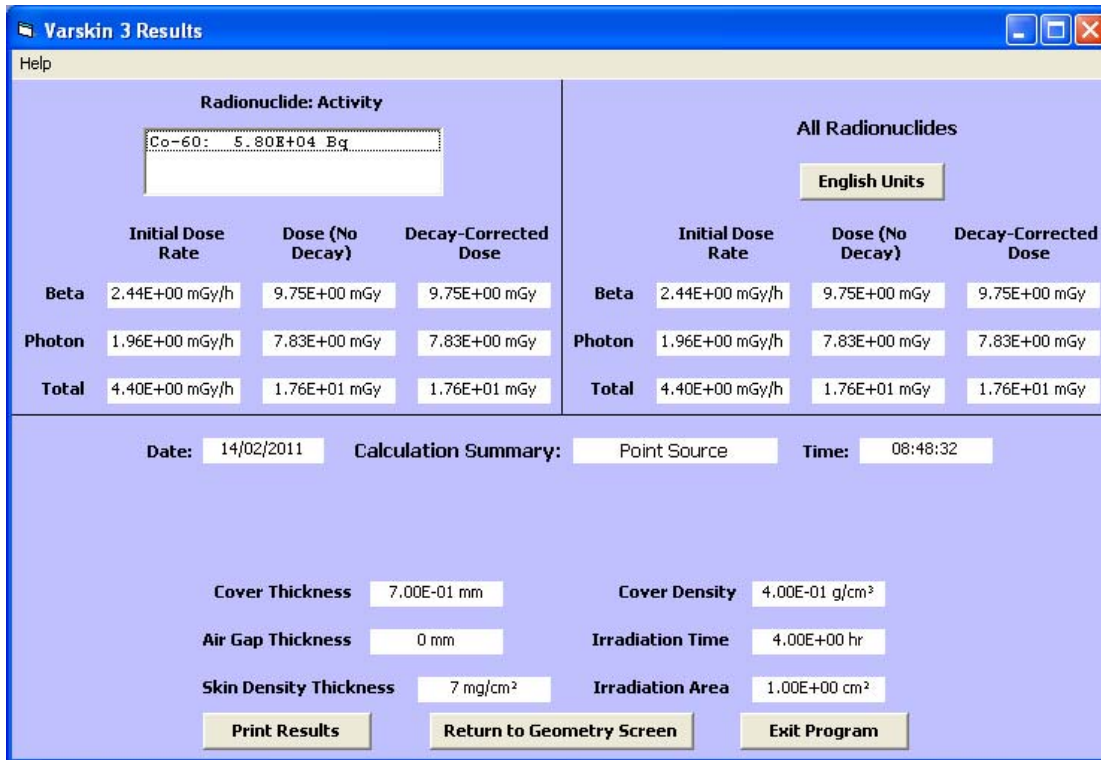 Varskin 3 Results
Help
Radionuclide: Activity
Co-60: 5.80E+04 Bq
All Radionuclides
English Units
Initial Dose Rate Dose (No Decay) Decay-Corrected Dose
Beta 2.44E+00 mGy/h 9.75E+00 mGy 9.75E+00 mGy
Photon 1.96E+00 mGy/h 7.83E+00 mGy 7.83E+00 mGy
Total 4.40E+00 mGy/h 1.76E+01 mGy 1.76E+01 mGy
Initial Dose Rate Dose (No Decay) Decay-Corrected Dose
Beta 2.44E+00 mGy/h 9.75E+00 mGy 9.75E+00 mGy
Photon 1.96E+00 mGy/h 7.83E+00 mGy 7.83E+00 mGy
Total 4.40E+00 mGy/h 1.76E+01 mGy 1.76E+01 mGy
Date: 14/02/2011 Calculation Summary: Point Source Time: 08:48:32
Cover Thickness 7.00E-01 mm Cover Density 4.00E-01 g/cm³
Air Gap Thickness 0 mm Irradiation Time 4.00E+00 hr
Skin Density Thickness 7 mg/cm² Irradiation Area 1.00E+00 cm²
Print Results Return to Geometry Screen Exit Program